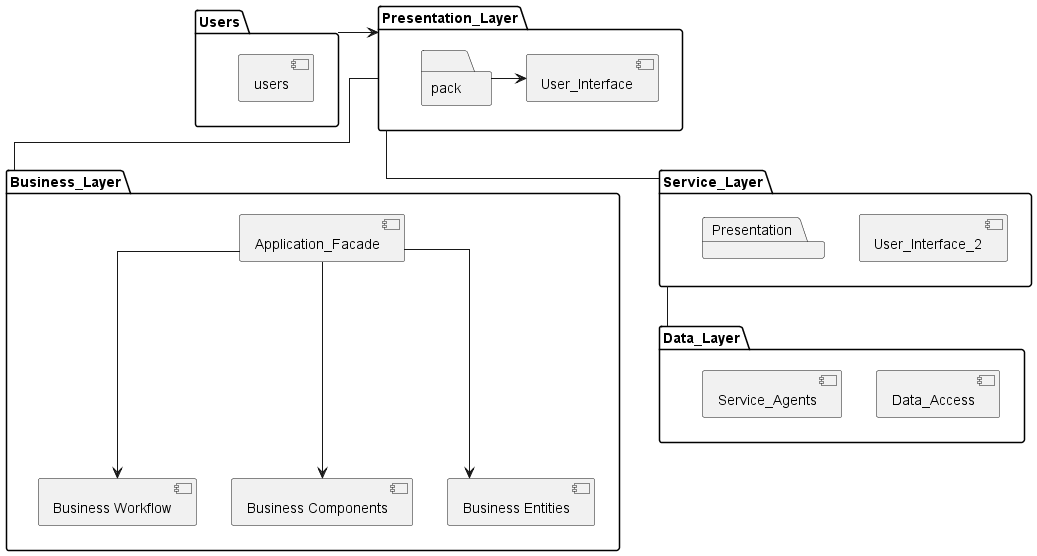 Users
users
Presentation_Layer
pack
User_Interface
Business_Layer
Application_Facade
Business Workflow
Business Components
Business Entities
Service_Layer
Presentation
User_Interface_2
Data_Layer
Service_Agents
Data_Access